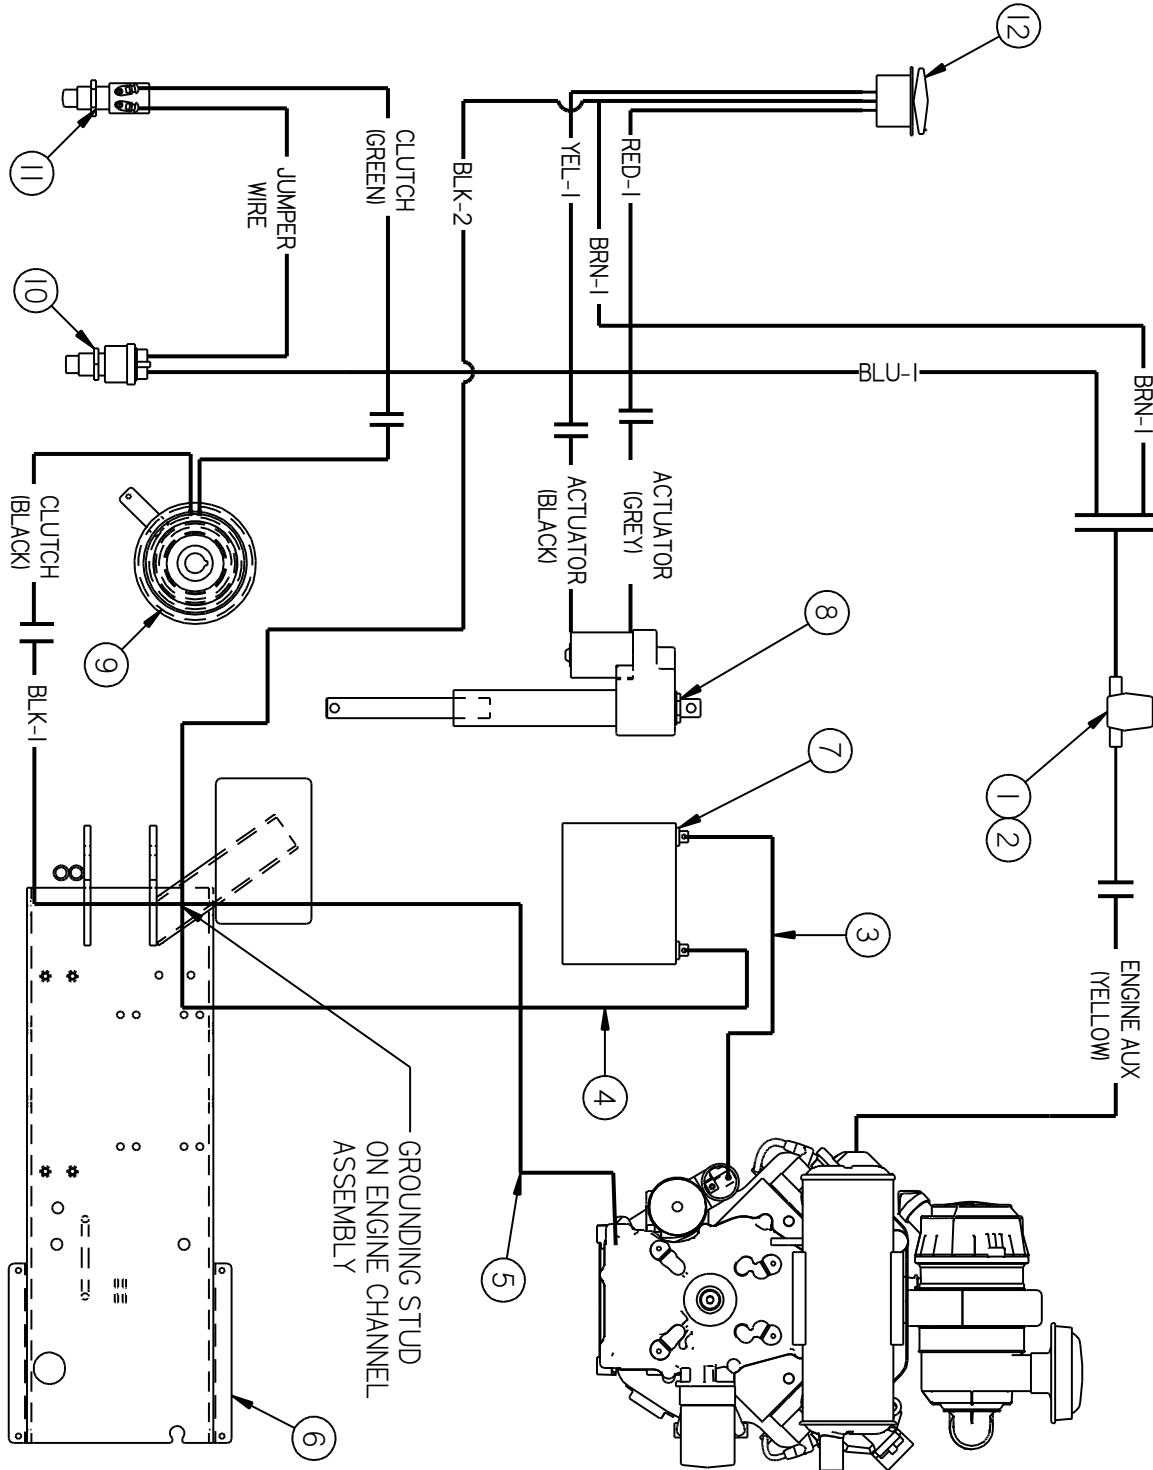 12
11
CLUTCH
(GREEN)
JUMPER
WIRE
BLK-2
YEL-1
RED-1
BRN-1
10
BLU-1
BRN-1
CLUTCH
(BLACK)
9
ACTUATOR
(BLACK)
ACTUATOR
(GREY)
8
BLK-1
7
1
2
3
ENGINE AUX
(YELLOW)
4
GROUNDING STUD
ON ENGINE CHANNEL
ASSEMBLY
5
6